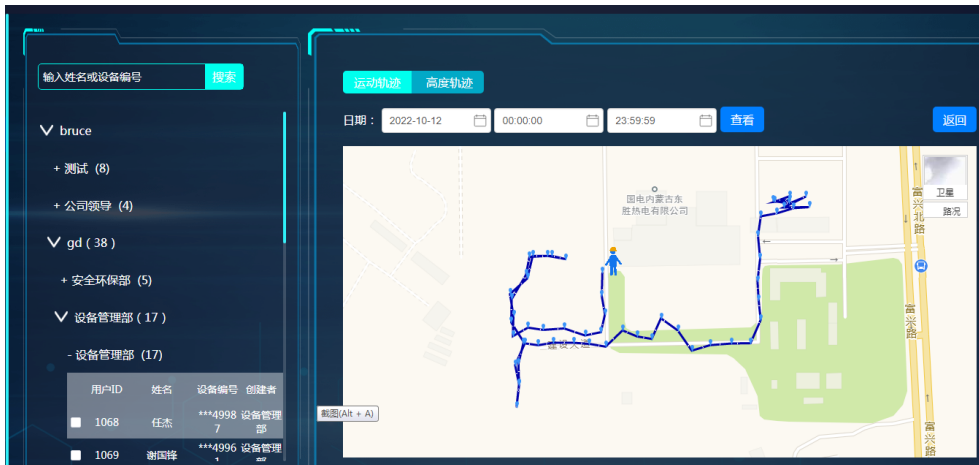 输入姓名或设备编号
搜索
bruce
+ 测试 (8)
+ 公司领导 (4)
gd ( 38 )
+ 安全环保部 (5)
设备管理部 ( 17 )
- 设备管理部 (17)
用户ID 姓名 设备编号 创建者
1068 任杰 ***4998 设备管理
7 部
1069 谢国锋 ***4996 设备管理
运动轨迹 高度轨迹
日期： 2022-10-12 00:00:00 23:59:59 查看 返回
国电内蒙古东
胜热电有限公司
卫星
路况
富兴北路
富兴路
建设大道
富兴路
截图(Alt + A)